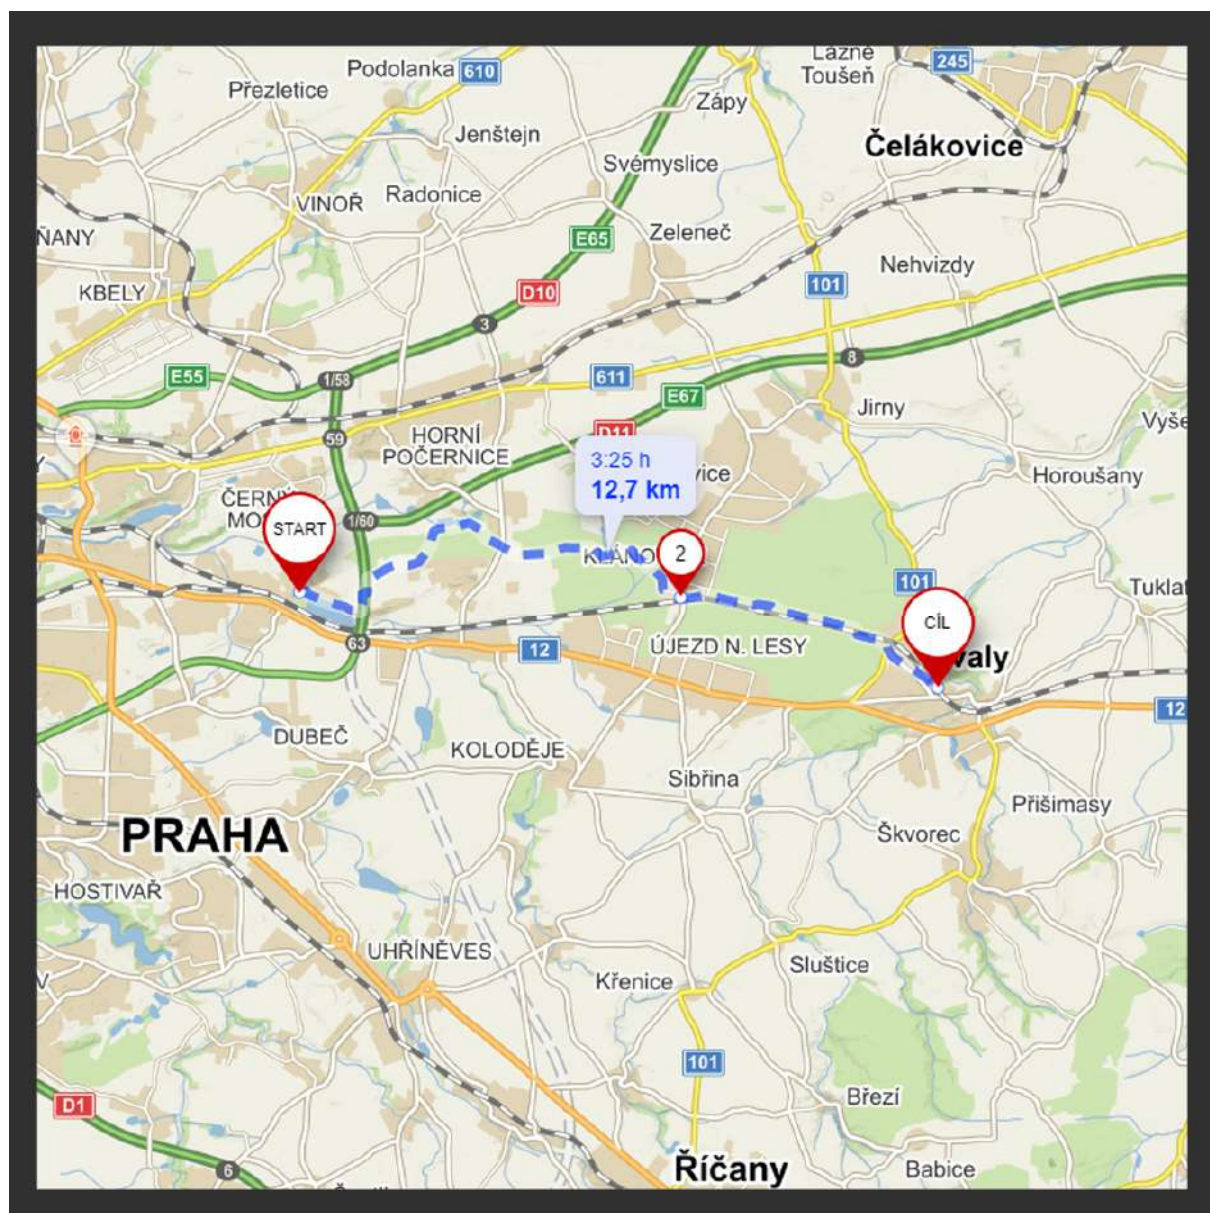 Lázně
Toušeň
245
Podolanka 610
Přezletice
Zápy
Jenštejn
Čelákovice
Svémyslice
Radonice
VINOŘ
ŇANY
E65
Zeleneč
Nehvizdy
KBELY
D10
101
3
8
E55
1/58
611
E67
Jirny
Vyše
D11
59
HORNÍ
POČERNICE
3:25 h
12,7 km
vice
Horoušany
ČERNÝ
MO
START
1/60
KLÁNO
2
101
Tuklat
CÍL
63
12
ÚJEZD N. LESY
valy
12
DUBEČ
KOLODĚJE
Sibřina
Přišimasy
PRAHA
Škvorec
HOSTIVAŘ
UHŘÍNĚVES
Sluštice
Křenice
101
D1
Březí
6
Říčany
Babice